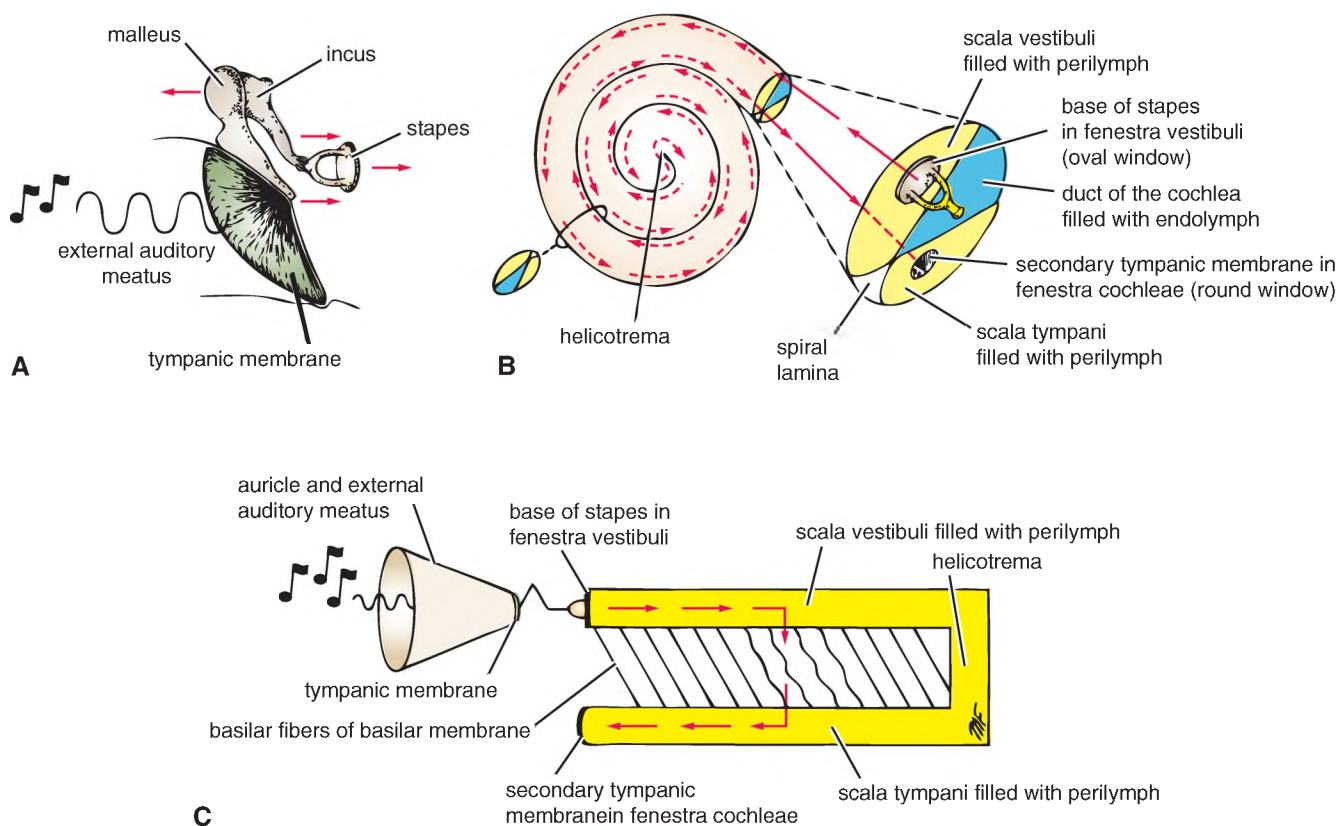 malleus
incus
stapes
external auditory
meatus
tympanic membrane
A
scala vestibuli
filled with perilymph
base of stapes
in fenestra vestibuli
(oval window)
duct of the cochlea
filled with endolymph
secondary tympanic membrane in
fenestra cochleae (round window)
scala tympani
filled with perilymph
spiral
lamina
helicotrema
B
auricle and external
auditory meatus
base of stapes in
fenestra vestibuli
scala vestibuli filled with perilymph
helicotrema
tympanic membrane
basilar fibers of basilar membrane
secondary tympanic
membranein fenestra cochleae
scala tympani filled with perilymph
C